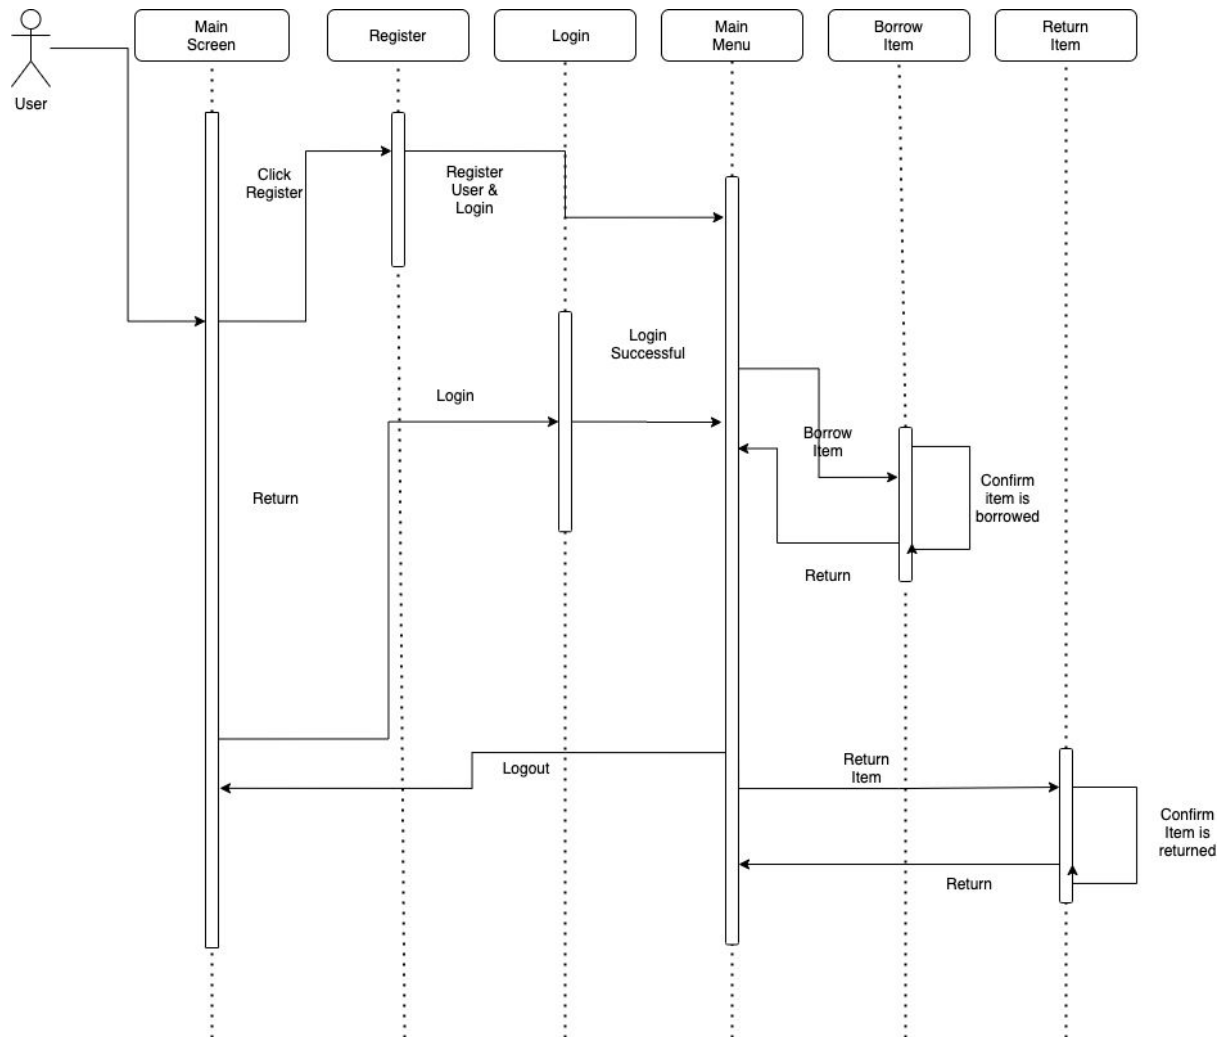 Main
Screen
Register
Login
Main
Menu
Borrow
Item
Return
Item
User
Click
Register
Register
User &
Login
Login
Successful
Login
Borrow
Item
Return
Confirm
item is
borrowed
Return
Logout
Return
Item
Confirm
Item is
returned
Return